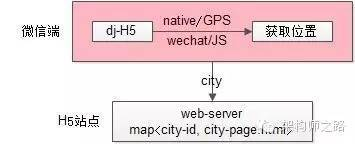 微信端
dj-H5
native/GPS
wechat/JS
获取位置
city
H5站点
web-server
map<city-id, city-page.html>
架构师之路